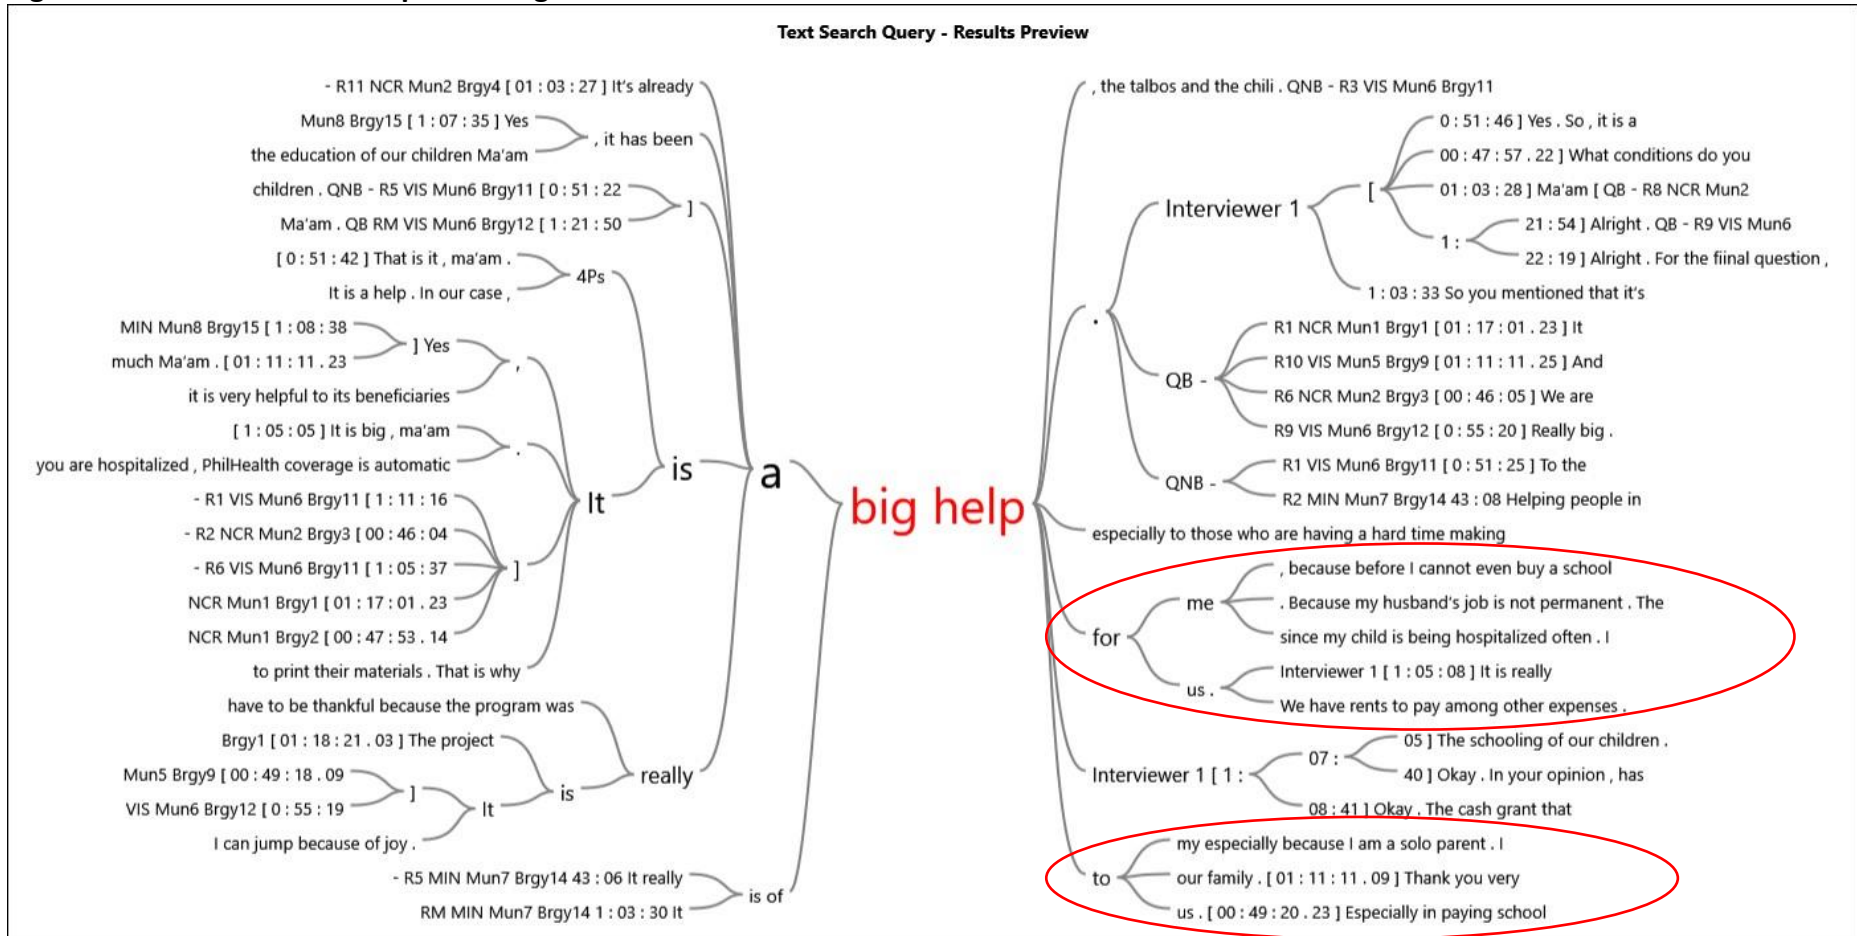 Text Search Query - Results Preview
- R11 NCR Mun2 Brgy4 [ 01 : 03 : 27 ] It's already
Mun8 Brgy15 [ 1 : 07 : 35 ] Yes
the education of our children Ma'am
, it has been
children . QNB - R5 VIS Mun6 Brgy11 [ 0 : 51 : 22
Ma'am . QB RM VIS Mun6 Brgy12 [ 1 : 21 : 50
]
[ 0 : 51 : 42 ] That is it , ma'am .
It is a help . In our case ,
4Ps
MIN Mun8 Brgy15 [ 1 : 08 : 38
much Ma'am . [ 01 : 11 : 11 . 23
] Yes
it is very helpful to its beneficiaries
,
[ 1 : 05 : 05 ] It is big , ma'am
you are hospitalized , PhilHealth coverage is automatic
.
- R1 VIS Mun6 Brgy11 [ 1 : 11 : 16
- R2 NCR Mun2 Brgy3 [ 00 : 46 : 04
- R6 VIS Mun6 Brgy11 [ 1 : 05 : 37
NCR Mun1 Brgy1 [ 01 : 17 : 01 . 23
NCR Mun1 Brgy2 [ 00 : 47 : 53 . 14
]
to print their materials . That is why
It
is
have to be thankful because the program was
Brgy1 [ 01 : 18 : 21 . 03 ] The project
Mun5 Brgy9 [ 00 : 49 : 18 . 09
VIS Mun6 Brgy12 [ 0 : 55 : 19
]
I can jump because of joy .
It
is
really
a
- R5 MIN Mun7 Brgy14 43 : 06 It really
RM MIN Mun7 Brgy14 1 : 03 : 30 It
is of
big help
, the talbos and the chili . QNB - R3 VIS Mun6 Brgy11
.
Interviewer 1
[
0 : 51 : 46 ] Yes . So , it is a
00 : 47 : 57 . 22 ] What conditions do you
01 : 03 : 28 ] Ma'am [ QB - R8 NCR Mun2
1 :
21 : 54 ] Alright . QB - R9 VIS Mun6
22 : 19 ] Alright . For the fiinal question ,
1 : 03 : 33 So you mentioned that it's
QB -
R1 NCR Mun1 Brgy1 [ 01 : 17 : 01 . 23 ] It
R10 VIS Mun5 Brgy9 [ 01 : 11 : 11 . 25 ] And
R6 NCR Mun2 Brgy3 [ 00 : 46 : 05 ] We are
R9 VIS Mun6 Brgy12 [ 0 : 55 : 20 ] Really big .
QNB -
R1 VIS Mun6 Brgy11 [ 0 : 51 : 25 ] To the
R2 MIN Mun7 Brgy14 43 : 08 Helping people in
especially to those who are having a hard time making
for
me
, because before I cannot even buy a school
. Because my husband's job is not permanent . The
since my child is being hospitalized often . I
us .
Interviewer 1 [ 1 : 05 : 08 ] It is really
We have rents to pay among other expenses .
Interviewer 1 [ 1 :
07 :
05 ] The schooling of our children .
40 ] Okay . In your opinion , has
08 : 41 ] Okay . The cash grant that
to
my especially because I am a solo parent . I
our family . [ 01 : 11 : 11 . 09 ] Thank you very
us . [ 00 : 49 : 20 . 23 ] Especially in paying school